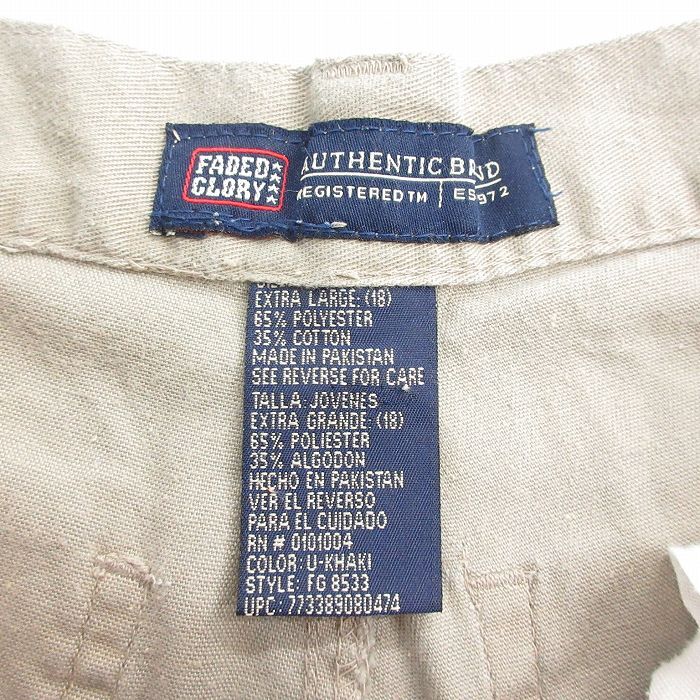 FADED
GLORY
AUTHENTIC BRAND
REGISTERED TM | ES 1972
EXTRA LARGE: (18)
65% POLYESTER
35% COTTON
MADE IN PAKISTAN
SEE REVERSE FOR CARE
TALLA: JOVENES
EXTRA GRANDE: (18)
65% POLIESTER
35% ALGODON
HECHO EN PAKISTAN
VER EL REVERSO
PARA EL CUIDADO
RN # 0101004
COLOR: U-KHAKI
STYLE: FG 8533
UPC: 773389080474